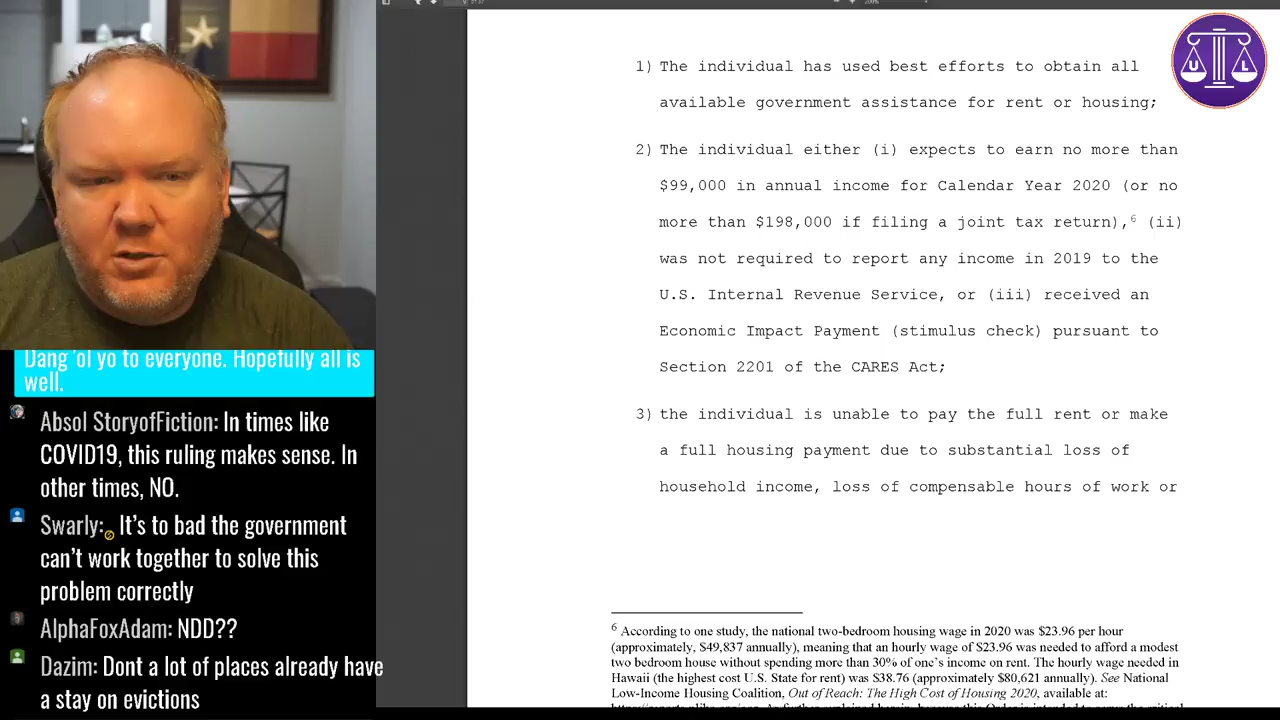 200%
1) The individual has used best efforts to obtain all
available government assistance for rent or housing;
2) The individual either (i) expects to earn no more than
$99,000 in annual income for Calendar Year 2020 (or no
more than $198,000 if filing a joint tax return),6 (ii)
was not required to report any income in 2019 to the
U.S. Internal Revenue Service, or (iii) received an
Economic Impact Payment (stimulus check) pursuant to
Section 2201 of the CARES Act;
3) the individual is unable to pay the full rent or make
a full housing payment due to substantial loss of
household income, loss of compensable hours of work or
6 According to one study, the national two-bedroom housing wage in 2020 was $23.96 per hour
(approximately, $49,837 annually), meaning that an hourly wage of $23.96 was needed to afford a modest
two bedroom house without spending more than 30% of one's income on rent. The hourly wage needed in
Hawaii (the highest cost U.S. State for rent) was $38.76 (approximately $80,621 annually). See National
Low-Income Housing Coalition, Out of Reach: The High Cost of Housing 2020, available at:
U L
Dang 'ol yo to everyone. Hopefully all is
well.
Absol StoryofFiction: In times like
COVID19, this ruling makes sense. In
other times, NO.
Swarly: It's to bad the government
can't work together to solve this
problem correctly
AlphaFoxAdam: NDD??
Dazim: Dont a lot of places already have
a stay on evictions